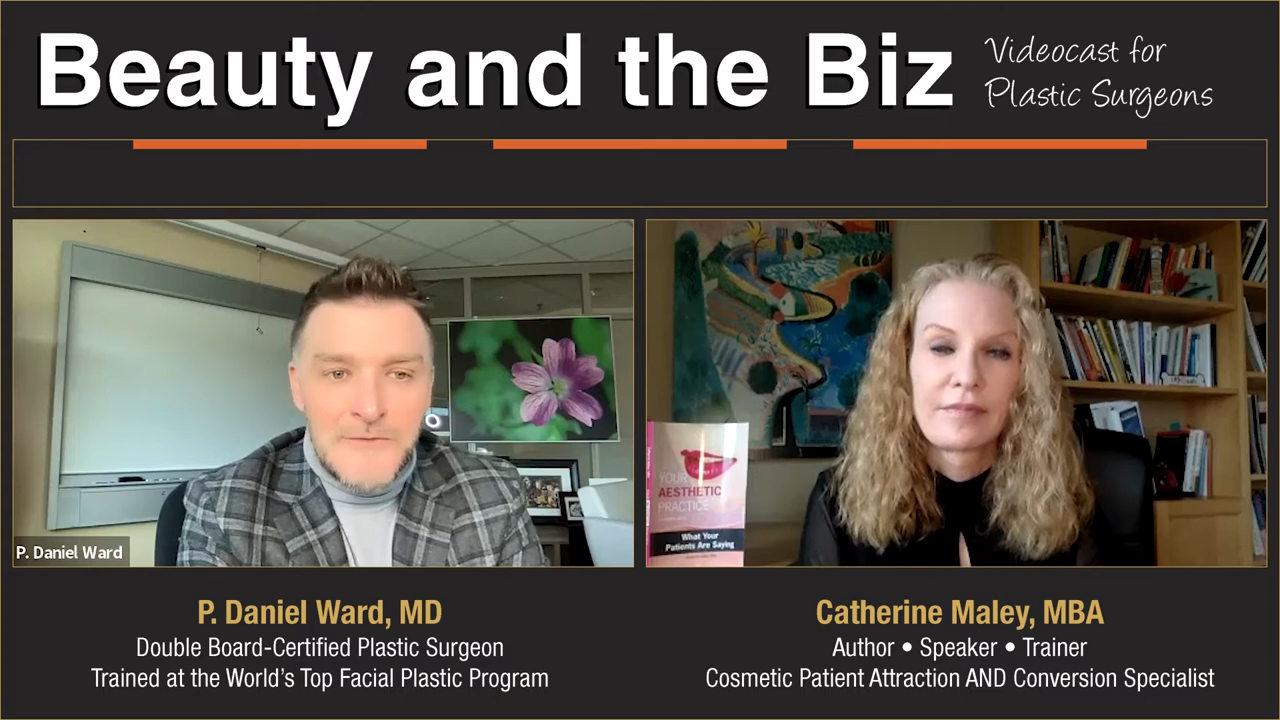 Beauty and the Biz
Videocast for
Plastic Surgeons
P. Daniel Ward
YOUR
AESTHETIC
PRACTICE
What Your
Patients Are Saying
P. Daniel Ward, MD
Double Board-Certified Plastic Surgeon
Trained at the World's Top Facial Plastic Program
Catherine Maley, MBA
Author • Speaker • Trainer
Cosmetic Patient Attraction AND Conversion Specialist